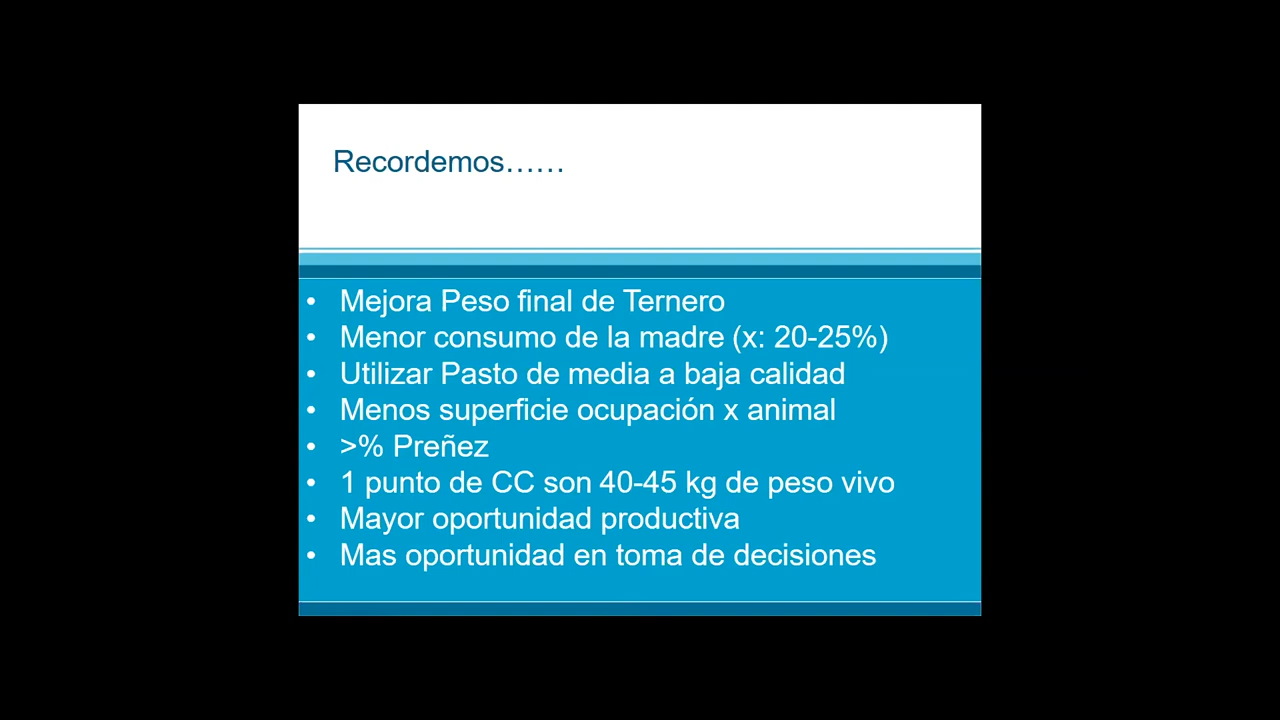 Recordemos……
• Mejora Peso final de Ternero
• Menor consumo de la madre (x: 20-25%)
• Utilizar Pasto de media a baja calidad
• Menos superficie ocupación x animal
• >% Preñez
• 1 punto de CC son 40-45 kg de peso vivo
• Mayor oportunidad productiva
• Mas oportunidad en toma de decisiones